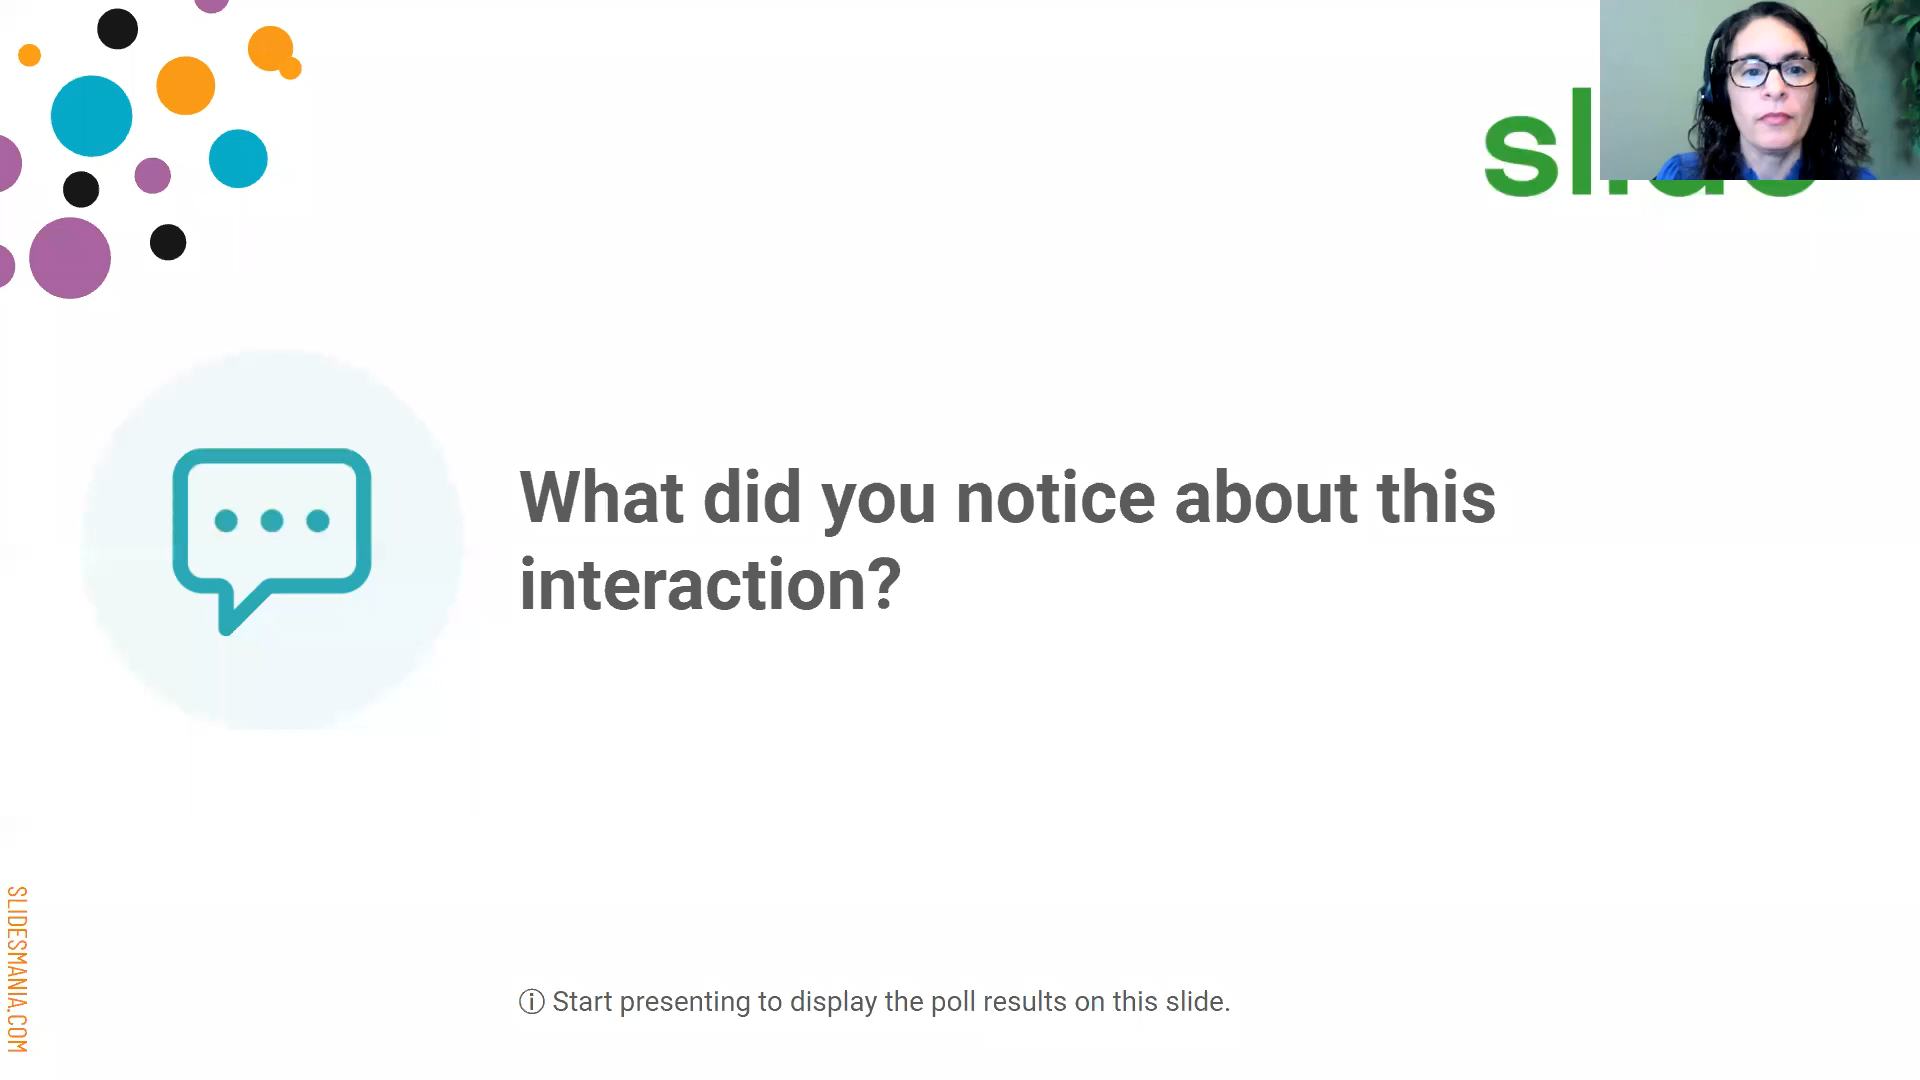 What did you notice about this
interaction?
ⓘ Start presenting to display the poll results on this slide.
SLIDESMANIA.COM